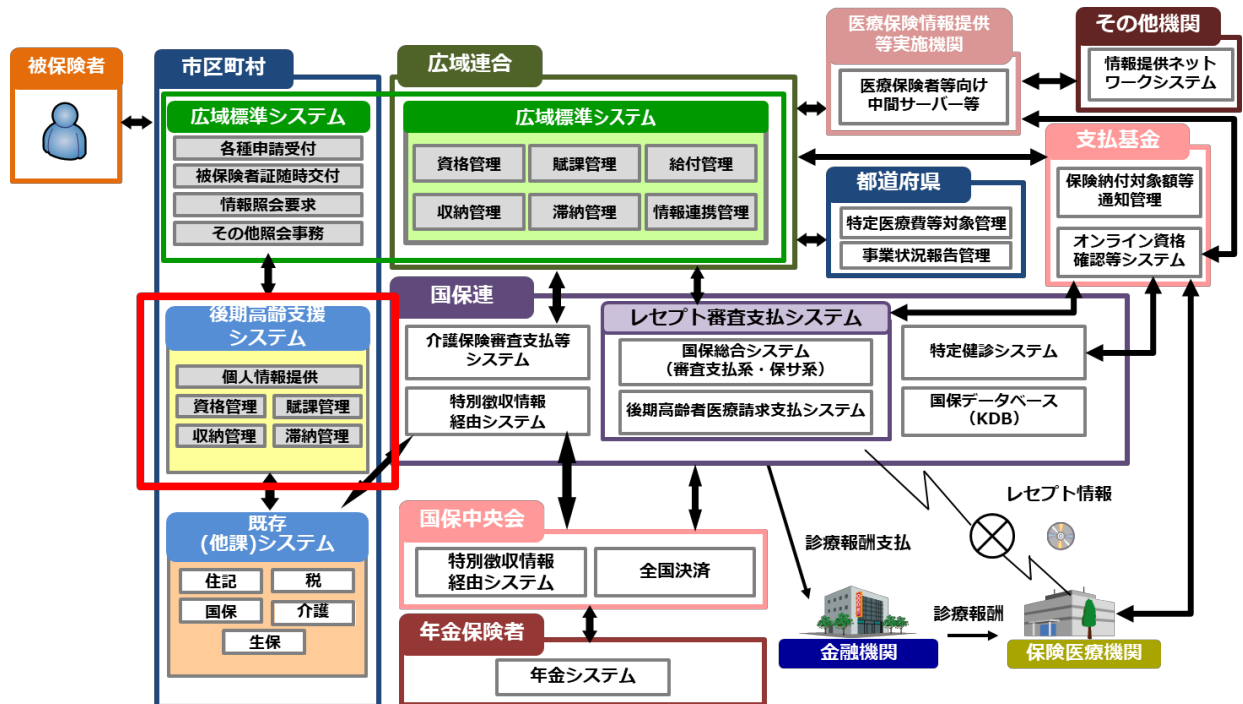 被保険者
市区町村
広域標準システム
各種申請受付
被保険者証随時交付
情報照会要求
その他照会事務
後期高齢支援
システム
個人情報提供
資格管理
賦課管理
収納管理
滞納管理
既存
(他課)システム
住記
税
国保
介護
生保
広域連合
広域標準システム
資格管理
賦課管理
給付管理
収納管理
滞納管理
情報連携管理
医療保険情報提供
等実施機関
医療保険者等向け
中間サーバー等
その他機関
情報提供ネット
ワークシステム
支払基金
保険納付対象額等
通知管理
オンライン資格
確認等システム
都道府県
特定医療費等対象管理
事業状況報告管理
国保連
介護保険審査支払等
システム
特別徴収情報
経由システム
レセプト審査支払システム
国保総合システム
（審査支払系・保サ系）
後期高齢者医療請求支払システム
特定健診システム
国保データベース
（KDB）
国保中央会
特別徴収情報
経由システム
全国決済
年金保険者
年金システム
診療報酬支払
レセプト情報
金融機関
診療報酬
保険医療機関